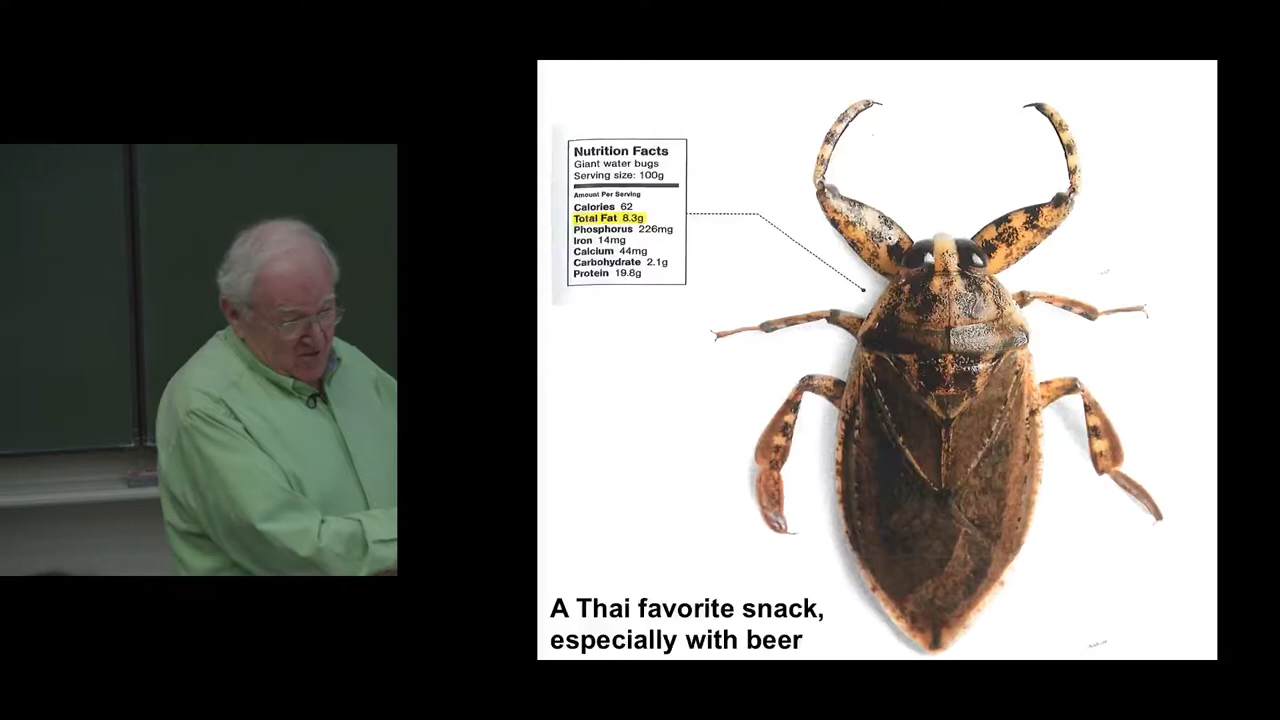 Nutrition Facts
Giant water bugs
Serving size: 100g
Amount Per Serving
Calories 62
Total Fat 8.3g
Phosphorus 226mg
Iron 14mg
Calcium 44mg
Carbohydrate 2.1g
Protein 19.8g
A Thai favorite snack,
especially with beer